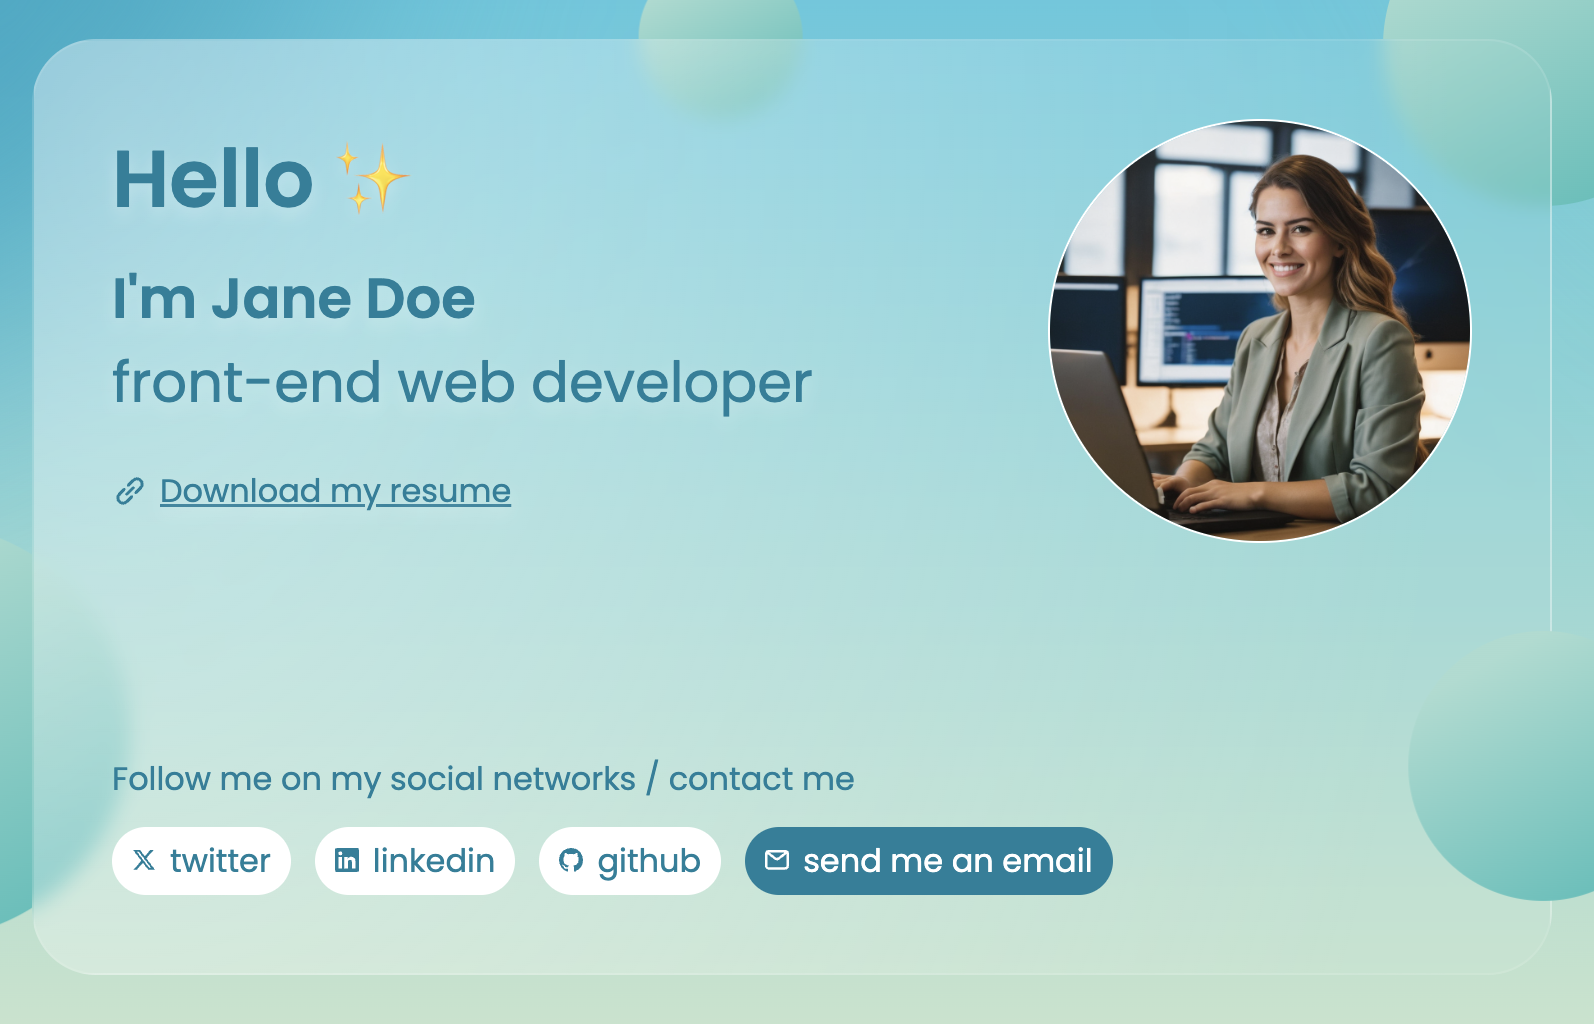 Hello ✨
I'm Jane Doe
front-end web developer
Download my resume
Follow me on my social networks / contact me
twitter
linkedin
github
send me an email